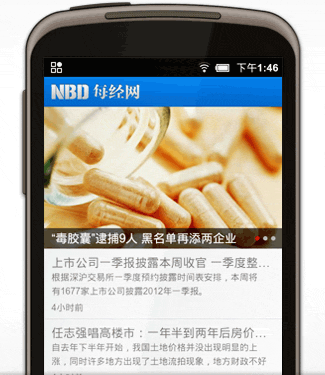 下午1:46
NBD 每经网
“毒胶囊”逮捕9人 黑名单再添两企业
上市公司一季报披露本周收官 一季度整...
根据深沪交易所一季度预约披露时间表安排，本周将
有1677家上市公司披露2012年一季报。
4小时前
任志强唱高楼市：一年半到两年后房价...
自去年下半年开始，我国土地价格并没出现明显的上
涨，同时许多地方出现了土地流拍现象，地方财政不好